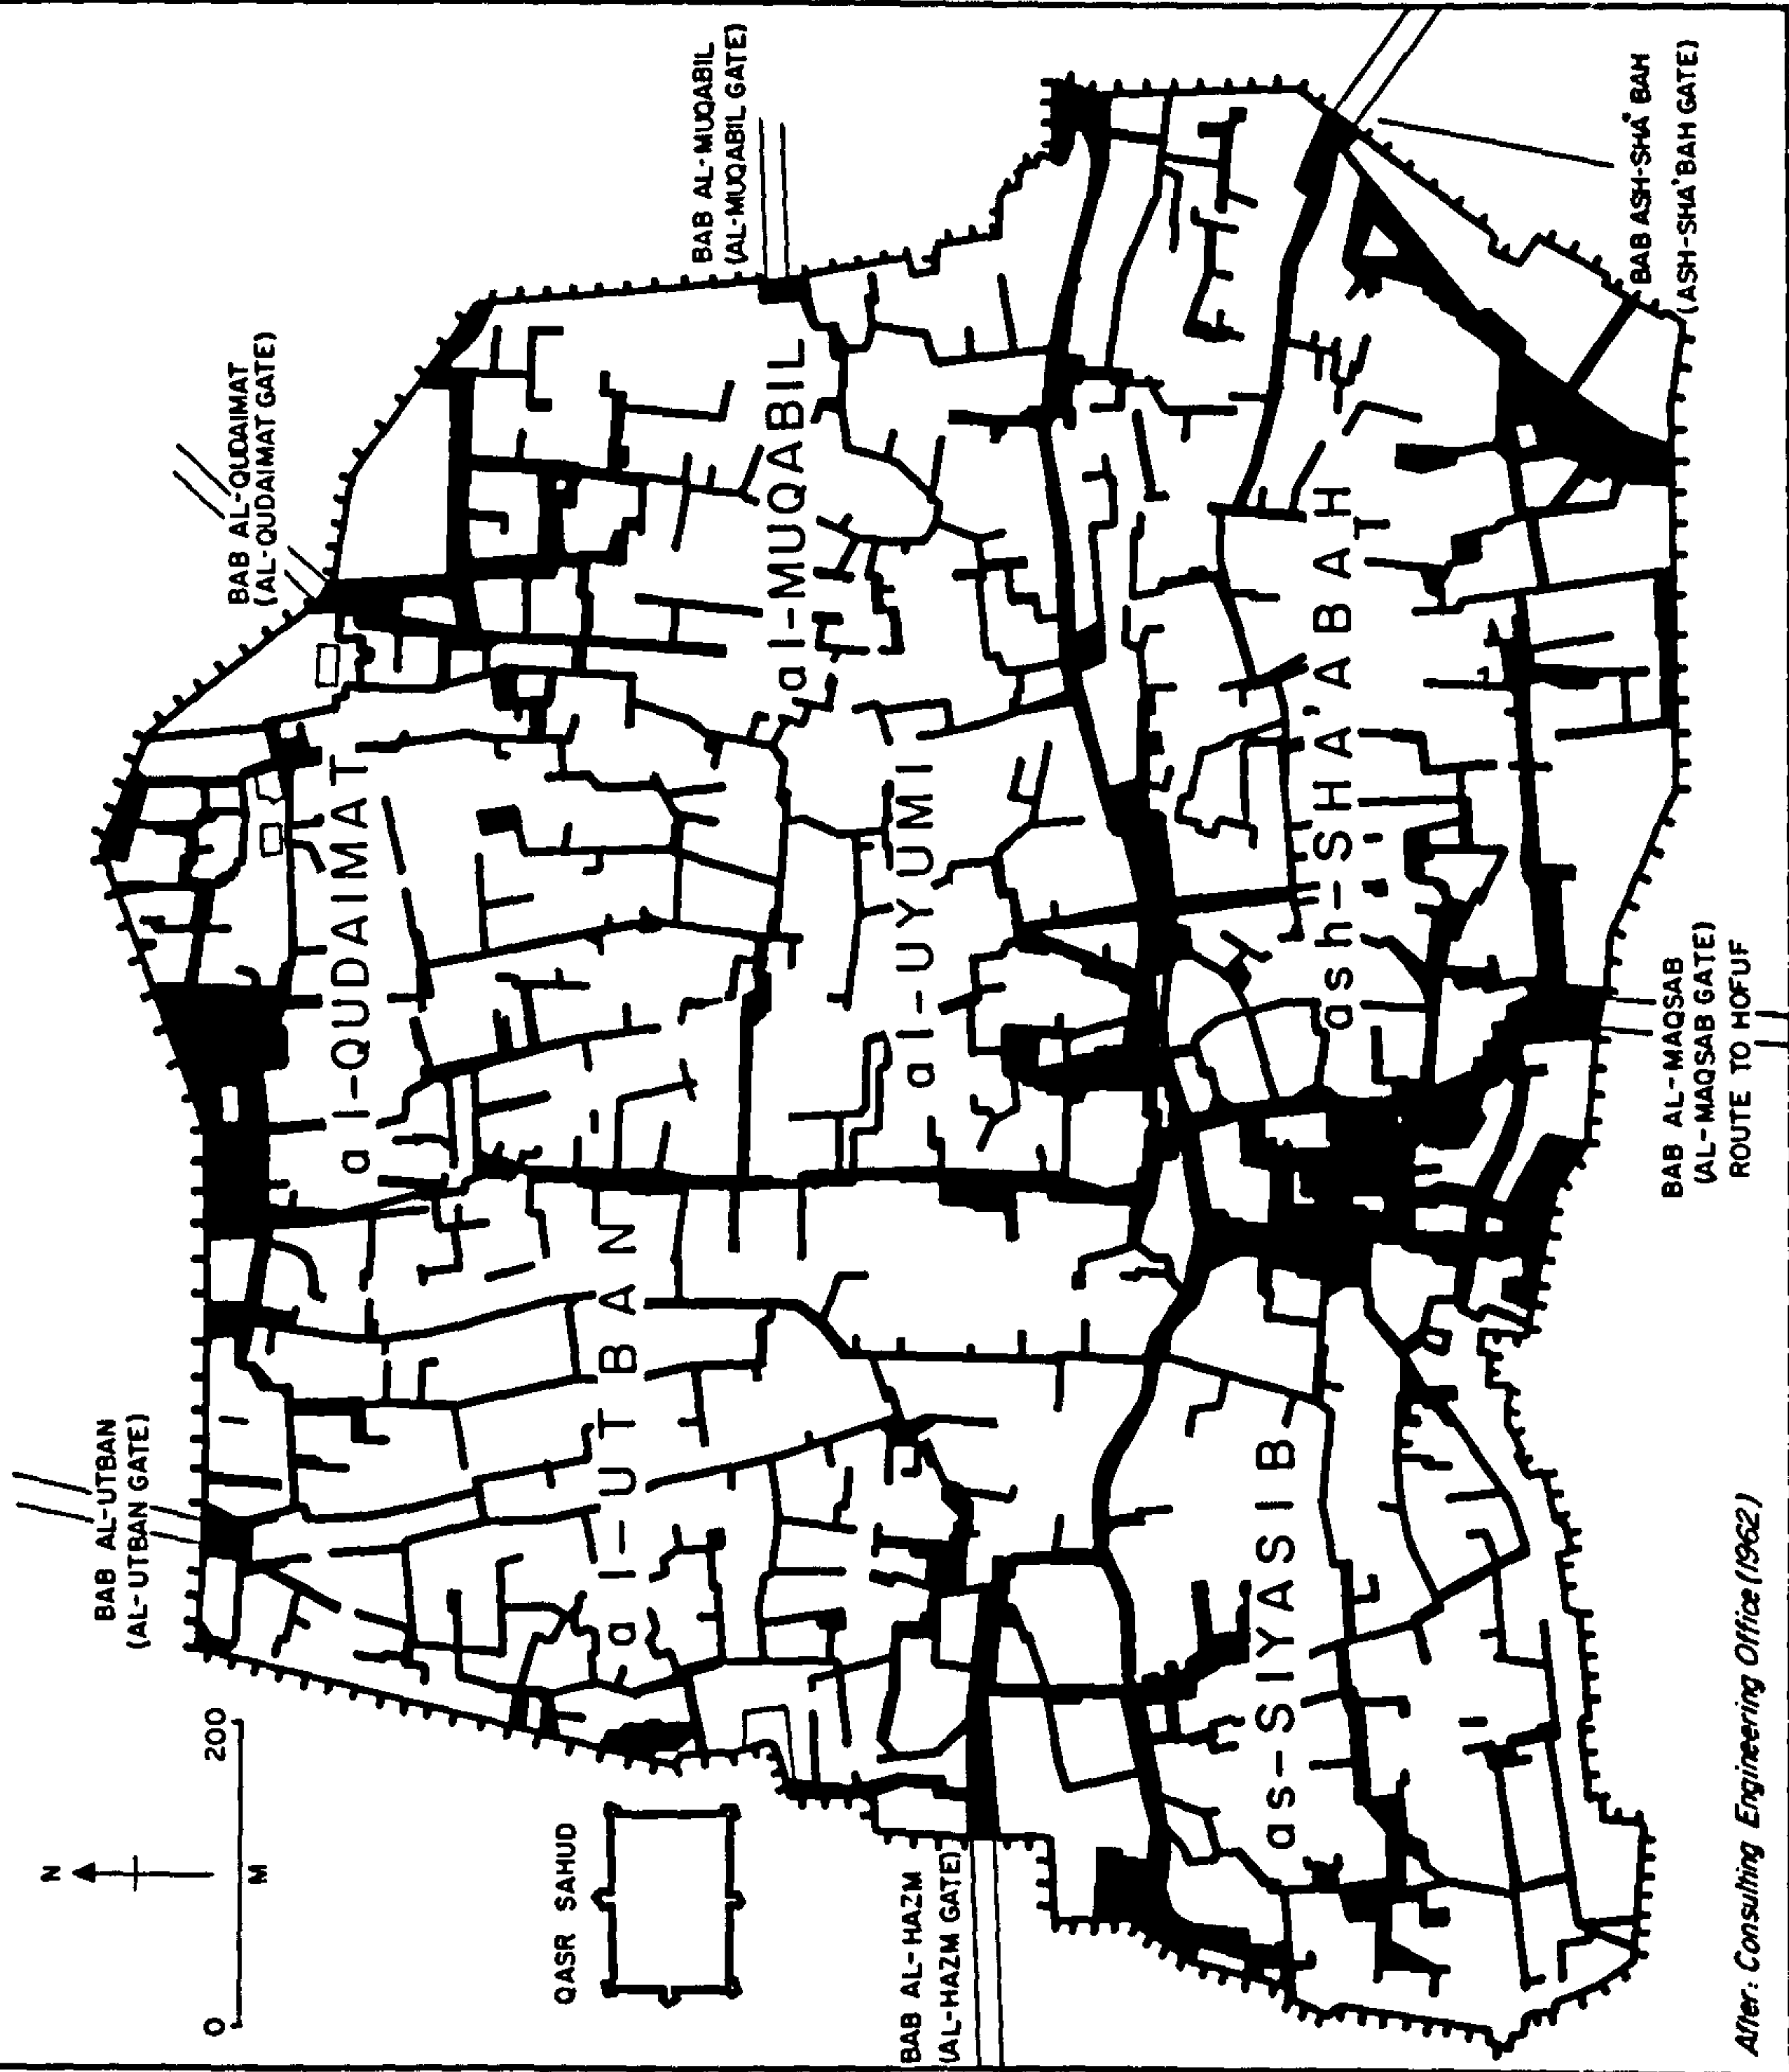 N
0 200
M
BAB AL-UTBAN
(AL-UTBAN GATE)
BAB AL-QUDAIMAT
(AL-QUDAIMAT GATE)
BAB AL-MUQABIL
(AL-MUQABIL GATE)
QASR SAHUD
BAB AL-HAZM
(AL-HAZM GATE)
al-QUDAIMAT
al-UTBAN
al-MUQABIL
al-UYUMI
ash-SHA'ABAH
as-SIYASIB
BAB AL-MAQSAB
(AL-MAQSAB GATE)
ROUTE TO HOFUF
BAB ASH-SHA'BAH
(ASH-SHA'BAH GATE)
After: Consulting Engineering Office (1962)